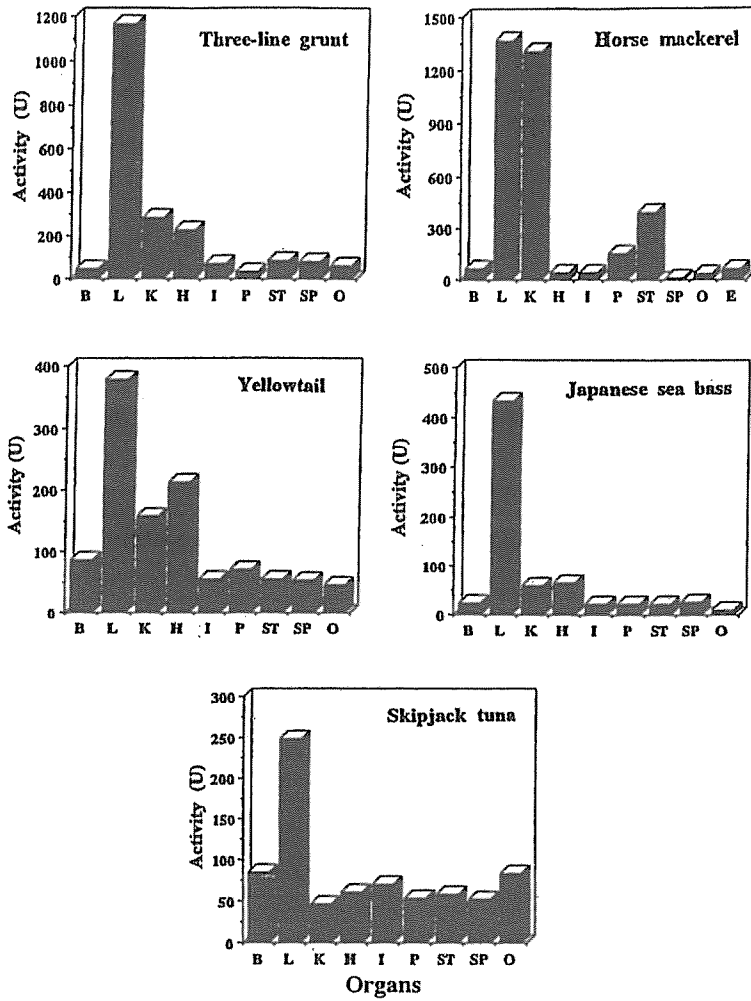 Three-line grunt
Activity (U)
1200
1000
800
600
400
200
0
B L K H I P ST SP O
Horse mackerel
Activity (U)
1500
1200
900
600
300
0
B L K H I P ST SP O E
Yellowtail
Activity (U)
400
300
200
100
0
B L K H I P ST SP O
Japanese sea bass
Activity (U)
500
400
300
200
100
0
B L K H I P ST SP O
Skipjack tuna
Activity (U)
300
250
200
150
100
50
0
B L K H I P ST SP O
Organs